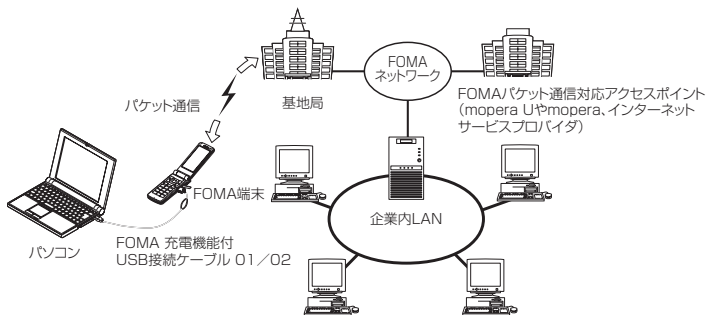 FOMA
ネットワーク
基地局
パケット通信
FOMAパケット通信対応アクセスポイント
（mopera Uやmopera、インターネット
サービスプロバイダ）
FOMA端末
企業内LAN
パソコン
FOMA 充電機能付
USB接続ケーブル 01／02